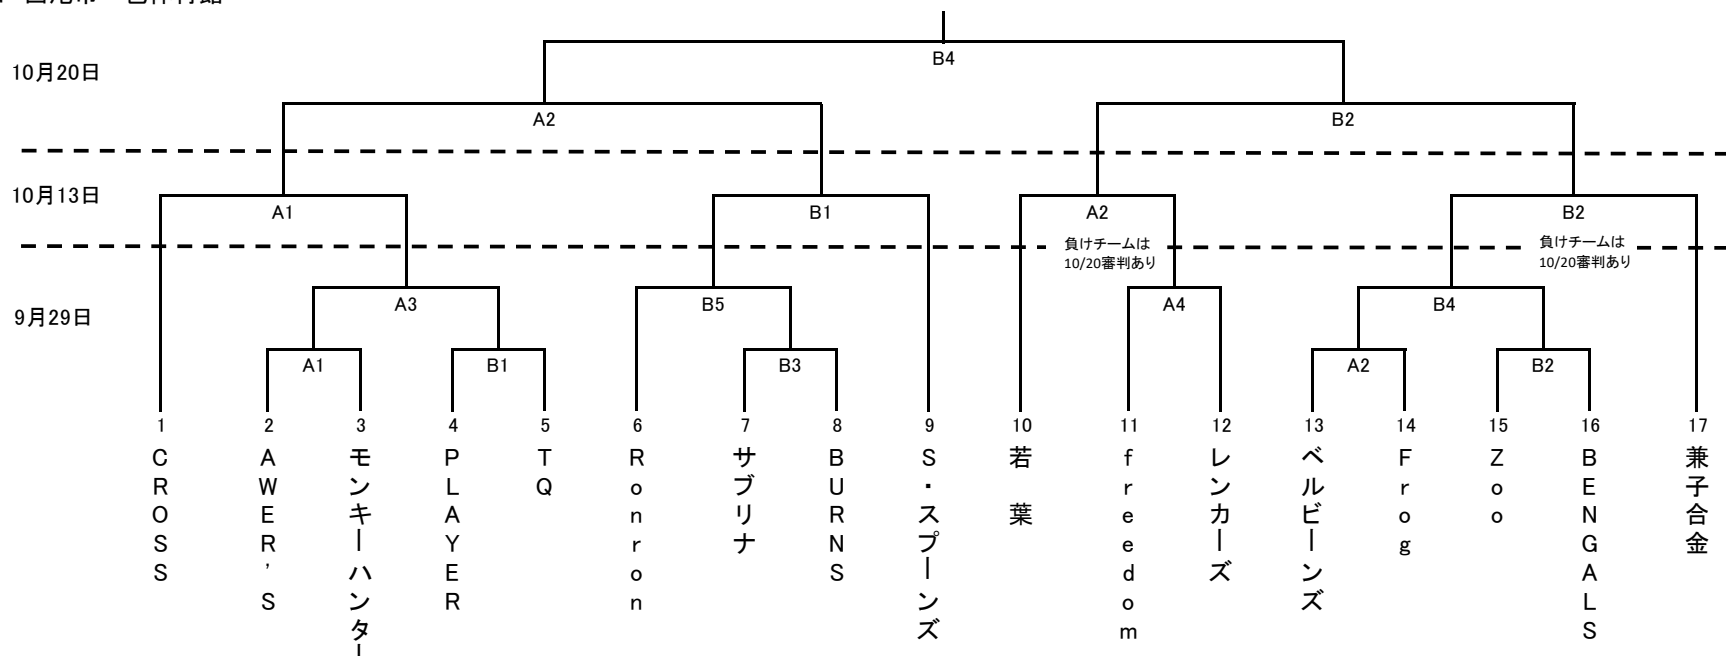 B4
10月20日
A2
B2
10月13日
A1
B1
A2
B2
負けチームは
10/20審判あり
負けチームは
10/20審判あり
9月29日
A3
B5
A4
B4
A1
B1
B3
A2
B2
1
2
3
4
5
6
7
8
9
10
11
12
13
14
15
16
17
CROSS
AWER'S
モンキーハンター
PLAYER
TQ
Ronron
サブリナ
BURNS
S・スプーンズ
若 葉
freedom
レンカーズ
ベルビーンズ
Frog
Zoo
BENGALS
兼子合金